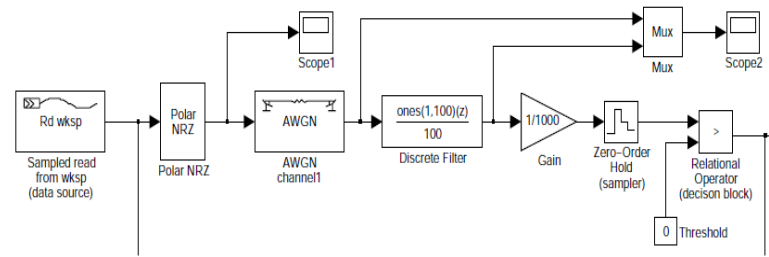 Scope1
Mux
Mux
Scope2
Rd wksp
Sampled read
from wksp
(data source)
Polar
NRZ
Polar NRZ
AWGN
AWGN
channel1
ones(1,100)(z)
100
Discrete Filter
1/1000
Gain
Zero-Order
Hold
(sampler)
>
Relational
Operator
(decison block)
0
Threshold